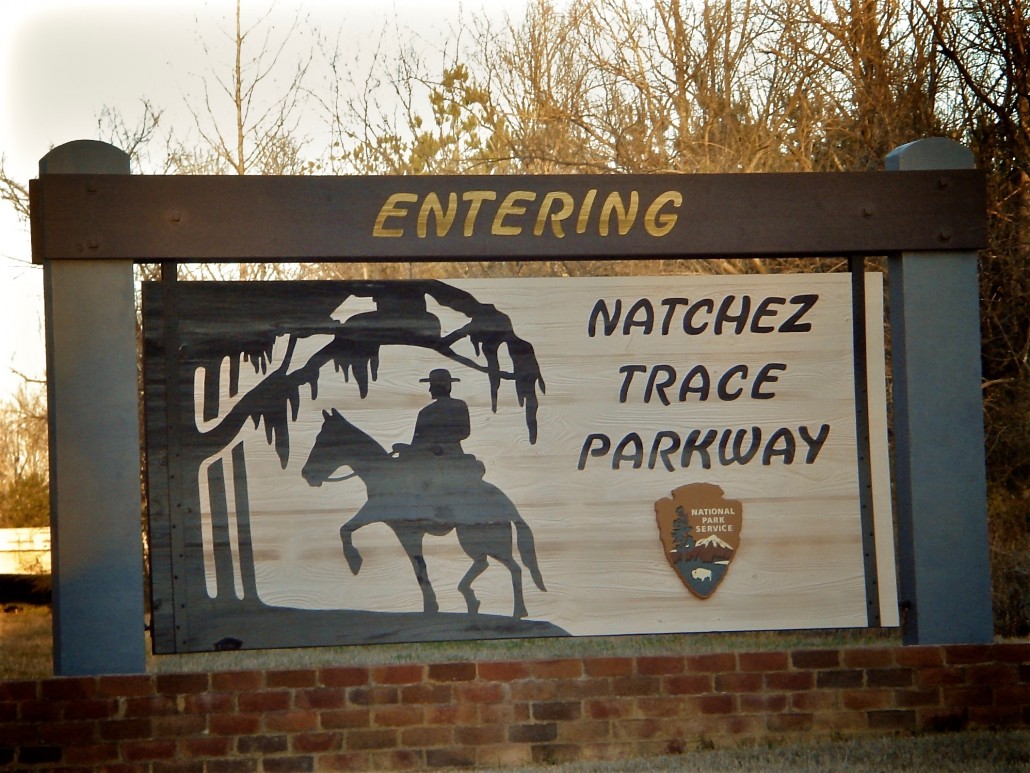 ENTERING
NATCHEZ
TRACE
PARKWAY
NATIONAL
PARK
SERVICE